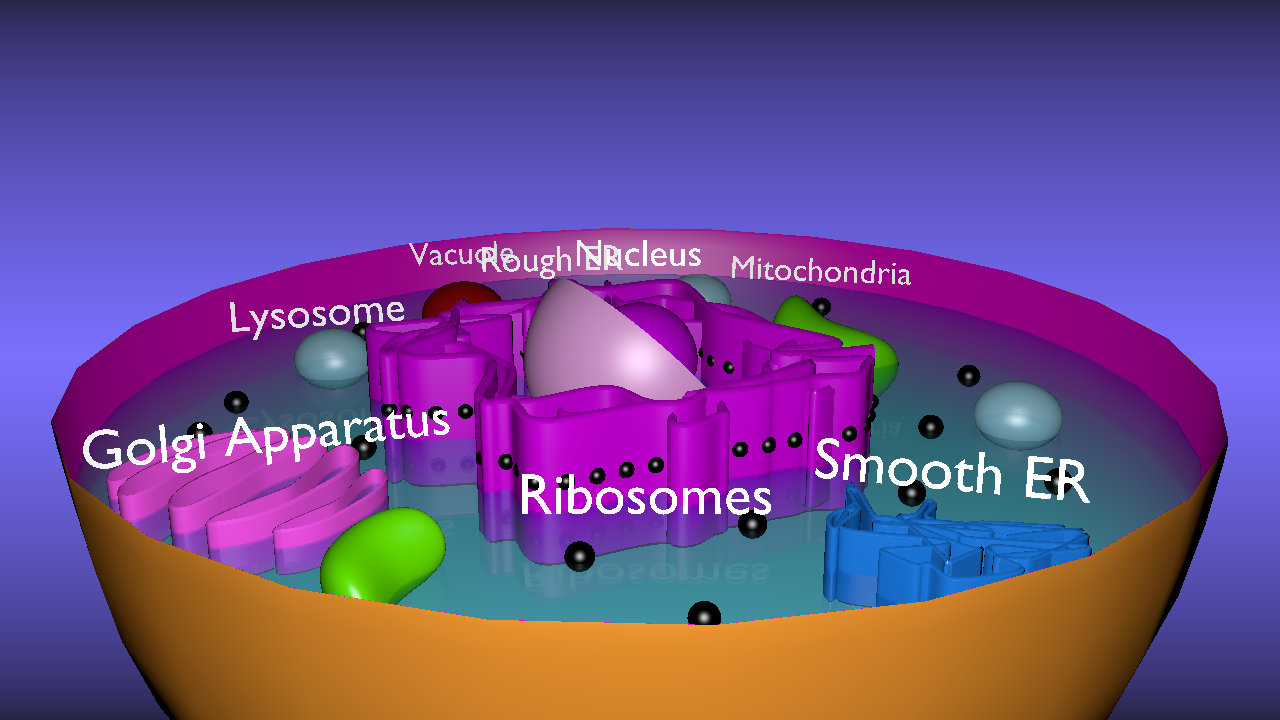 Vacuole
Rough ER
Nucleus
Mitochondria
Lysosome
Golgi Apparatus
Smooth ER
Ribosomes